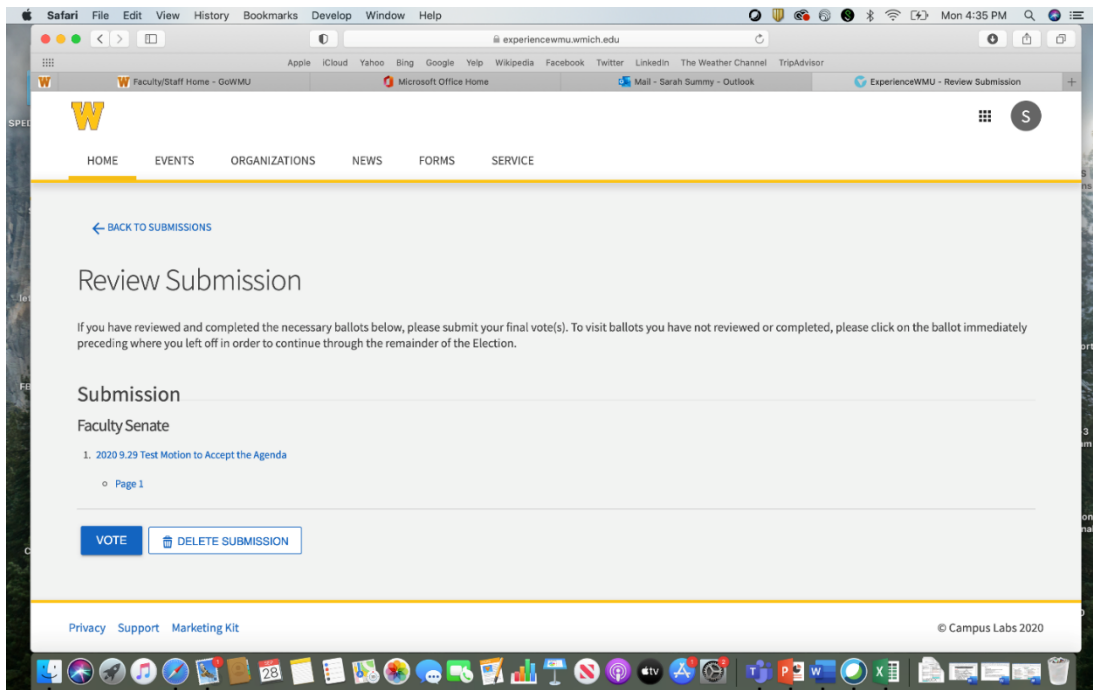 Safari File Edit View History Bookmarks Develop Window Help
Mon 4:35 PM
experiencewmu.wmich.edu
Apple iCloud Yahoo Bing Google Yelp Wikipedia Facebook Twitter LinkedIn The Weather Channel TripAdvisor
Faculty/Staff Home - GoWMU Microsoft Office Home Mail - Sarah Summy - Outlook ExperienceWMU - Review Submission
SPED
W
S
HOME EVENTS ORGANIZATIONS NEWS FORMS SERVICE
BACK TO SUBMISSIONS
Review Submission
If you have reviewed and completed the necessary ballots below, please submit your final vote(s). To visit ballots you have not reviewed or completed, please click on the ballot immediately
preceding where you left off in order to continue through the remainder of the Election.
Submission
Faculty Senate
1. 2020 9.29 Test Motion to Accept the Agenda
Page 1
VOTE DELETE SUBMISSION
Privacy Support Marketing Kit © Campus Labs 2020
28
tv